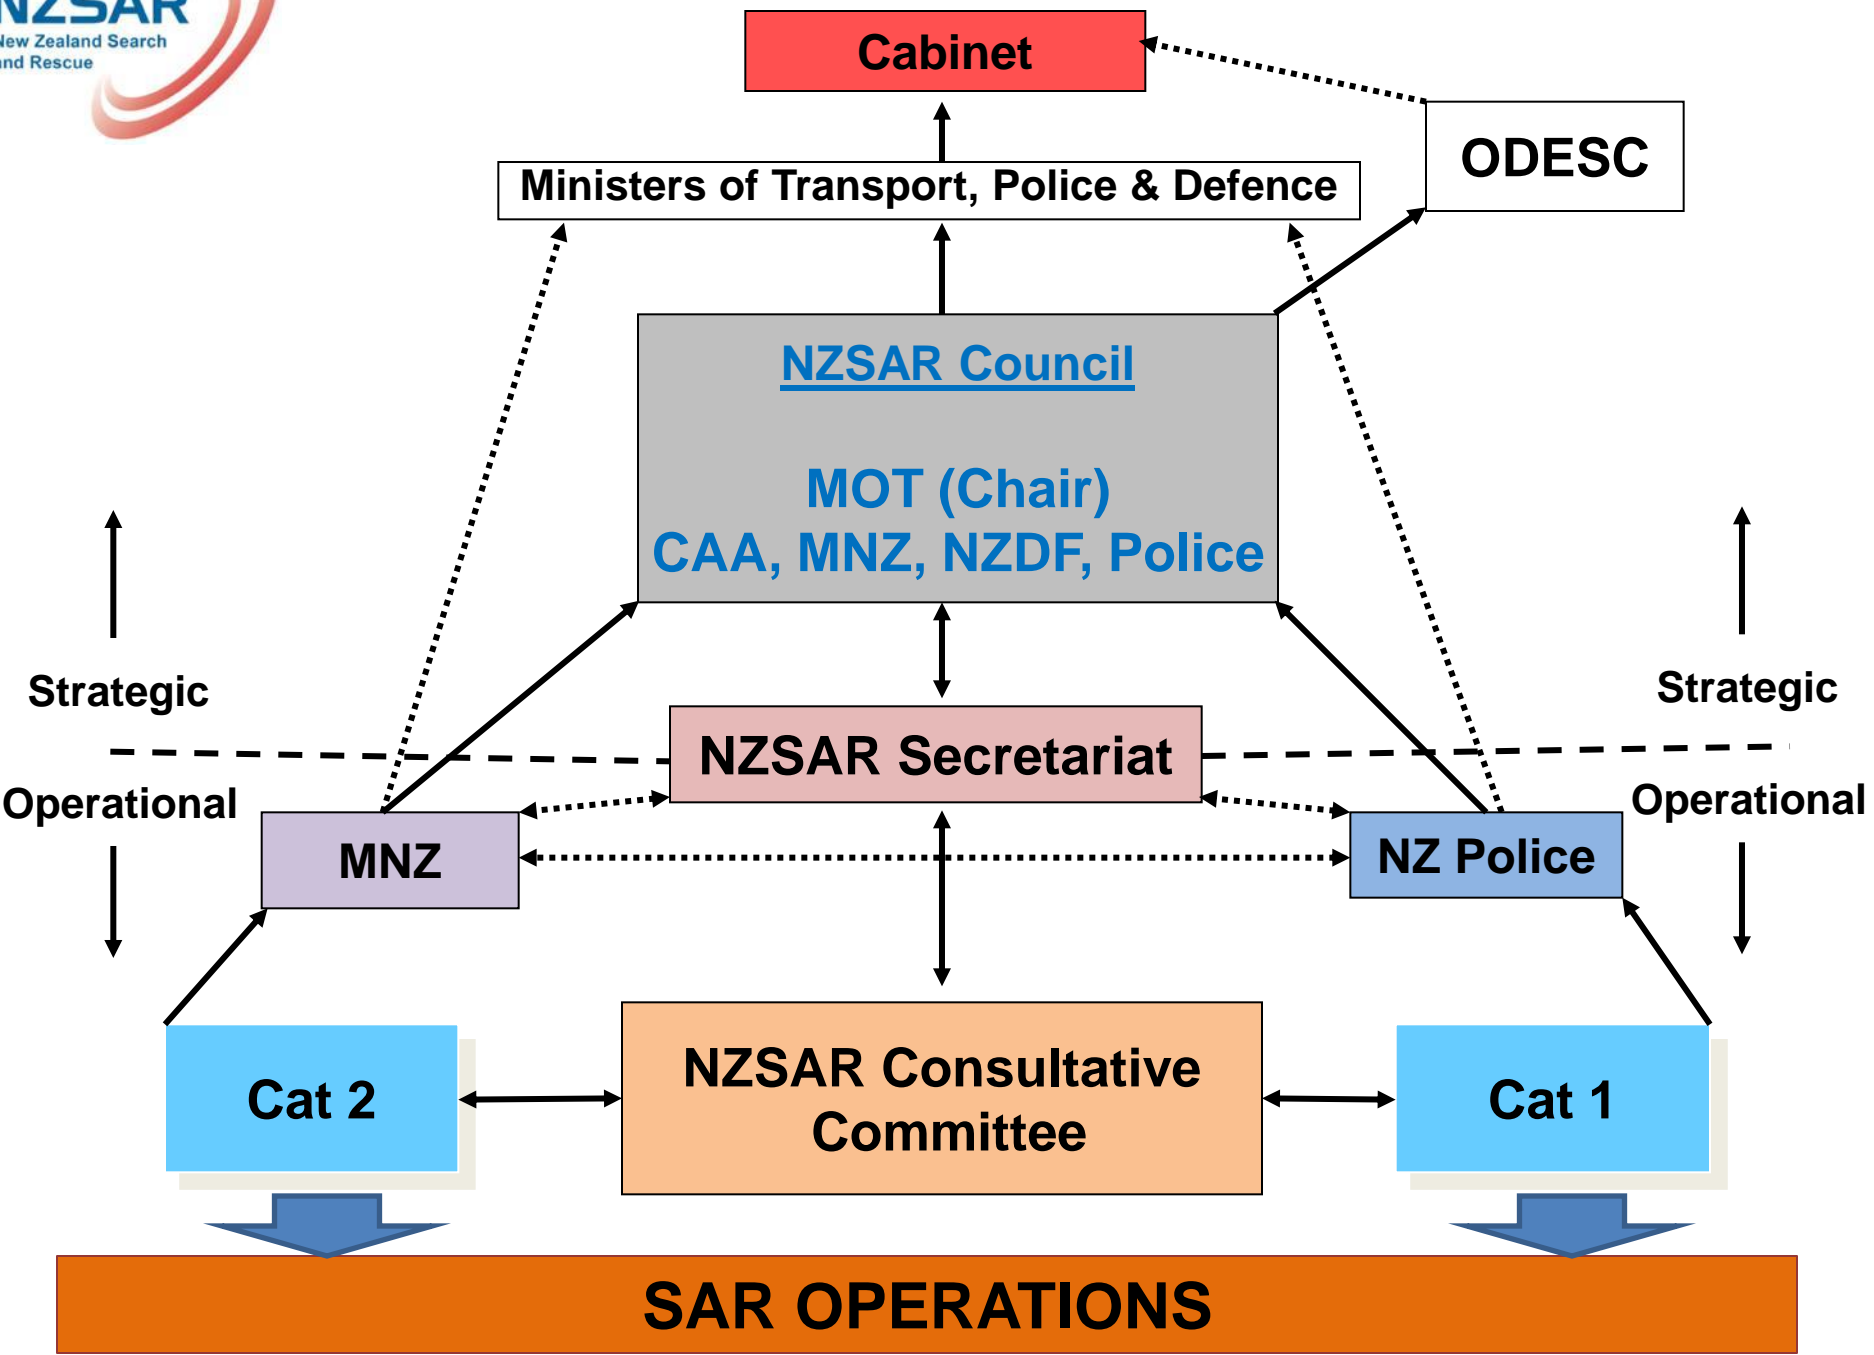 NZSAR
New Zealand Search
and Rescue
Cabinet
ODESC
Ministers of Transport, Police & Defence
NZSAR Council
MOT (Chair)
CAA, MNZ, NZDF, Police
Strategic
Strategic
NZSAR Secretariat
Operational
Operational
MNZ
NZ Police
NZSAR Consultative
Committee
Cat 2
Cat 1
SAR OPERATIONS